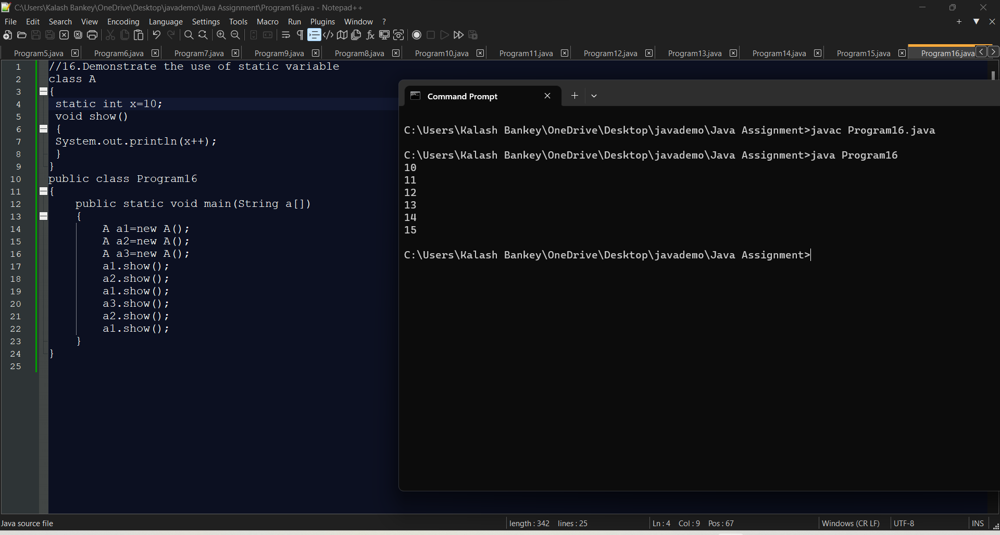 C:\Users\Kalash Bankey\OneDrive\Desktop\javademo\Java Assignment\Program16.java - Notepad++
File Edit Search View Encoding Language Settings Tools Macro Run Plugins Window ?
Program5.java Program6.java Program7.java Program9.java Program8.java Program10.java Program11.java Program12.java Program13.java Program14.java Program15.java Program16.java
1 //16.Demonstrate the use of static variable
2 class A
3 {
4 static int x=10;
5 void show()
6 {
7 System.out.println(x++);
8 }
9 }
10 public class Program16
11 {
12 public static void main(String a[])
13 {
14 A a1=new A();
15 A a2=new A();
16 A a3=new A();
17 a1.show();
18 a2.show();
19 a1.show();
20 a3.show();
21 a2.show();
22 a1.show();
23 }
24 }
25
Command Prompt
C:\Users\Kalash Bankey\OneDrive\Desktop\javademo\Java Assignment>javac Program16.java
C:\Users\Kalash Bankey\OneDrive\Desktop\javademo\Java Assignment>java Program16
10
11
12
13
14
15
C:\Users\Kalash Bankey\OneDrive\Desktop\javademo\Java Assignment>
Java source file length : 342 lines : 25 Ln : 4 Col : 9 Pos : 67 Windows (CR LF) UTF-8 INS